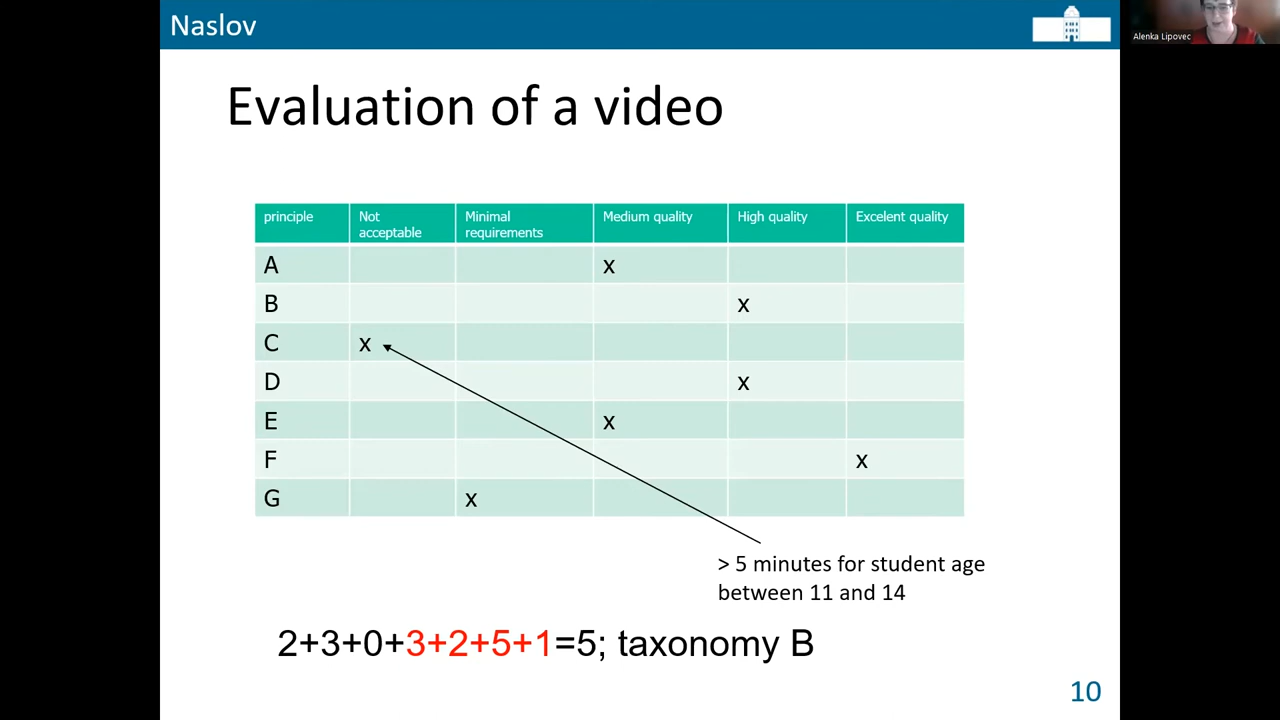 Naslov
Alenka Lipovec
Evaluation of a video
principle Not acceptable Minimal requirements Medium quality High quality Excelent quality
A x
B x
C x
D x
E x
F x
G x
> 5 minutes for student age
between 11 and 14
2+3+0+3+2+5+1=5; taxonomy B
10